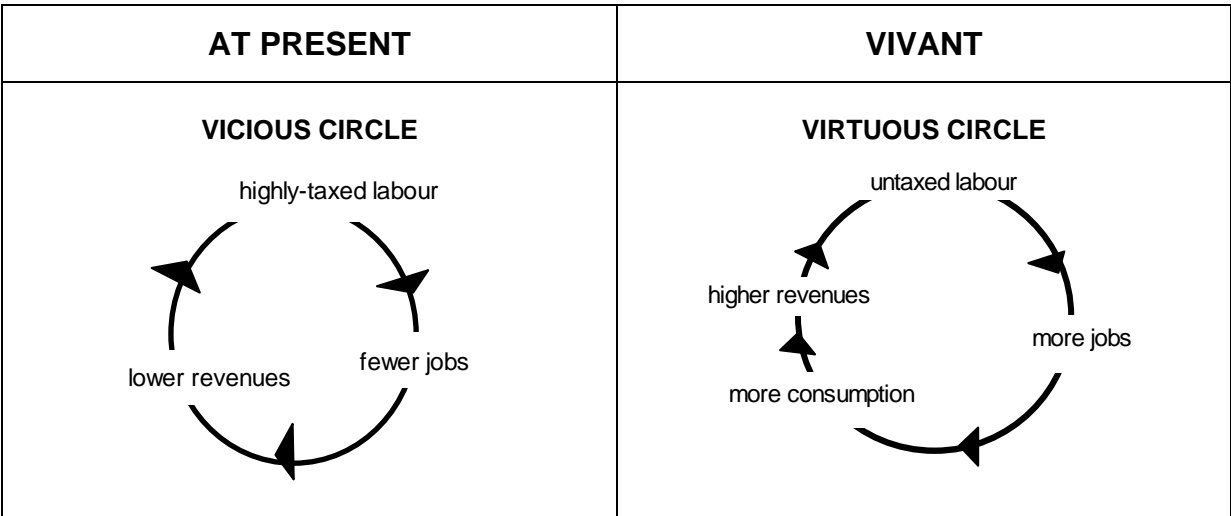 AT PRESENT
VIVANT
VICIOUS CIRCLE
highly-taxed labour
fewer jobs
lower revenues
VIRTUOUS CIRCLE
untaxed labour
higher revenues
more jobs
more consumption